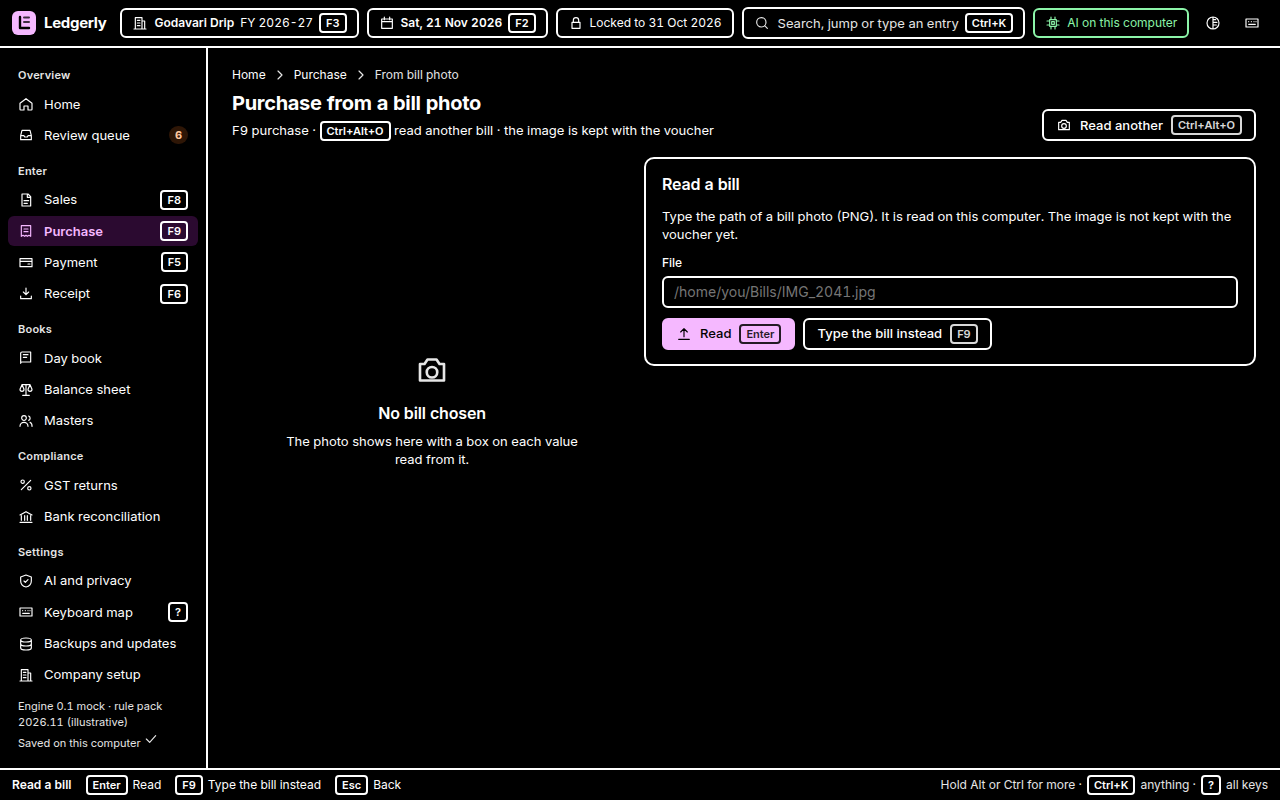 Ledgerly
Godavari Drip FY 2026-27 F3
Sat, 21 Nov 2026 F2
Locked to 31 Oct 2026
Search, jump or type an entry Ctrl+K
AI on this computer
Overview
Home
Review queue 6
Enter
Sales F8
Purchase F9
Payment F5
Receipt F6
Books
Day book
Balance sheet
Masters
Compliance
GST returns
Bank reconciliation
Settings
AI and privacy
Keyboard map ?
Backups and updates
Company setup
Engine 0.1 mock · rule pack
2026.11 (illustrative)
Saved on this computer
Home > Purchase > From bill photo
Purchase from a bill photo
F9 purchase · Ctrl+Alt+O read another bill · the image is kept with the voucher
Read another Ctrl+Alt+O
No bill chosen
The photo shows here with a box on each value
read from it.
Read a bill
Type the path of a bill photo (PNG). It is read on this computer. The image is not kept with the
voucher yet.
File
/home/you/Bills/IMG_2041.jpg
Read Enter
Type the bill instead F9
Read a bill Enter Read F9 Type the bill instead Esc Back
Hold Alt or Ctrl for more · Ctrl+K anything · ? all keys